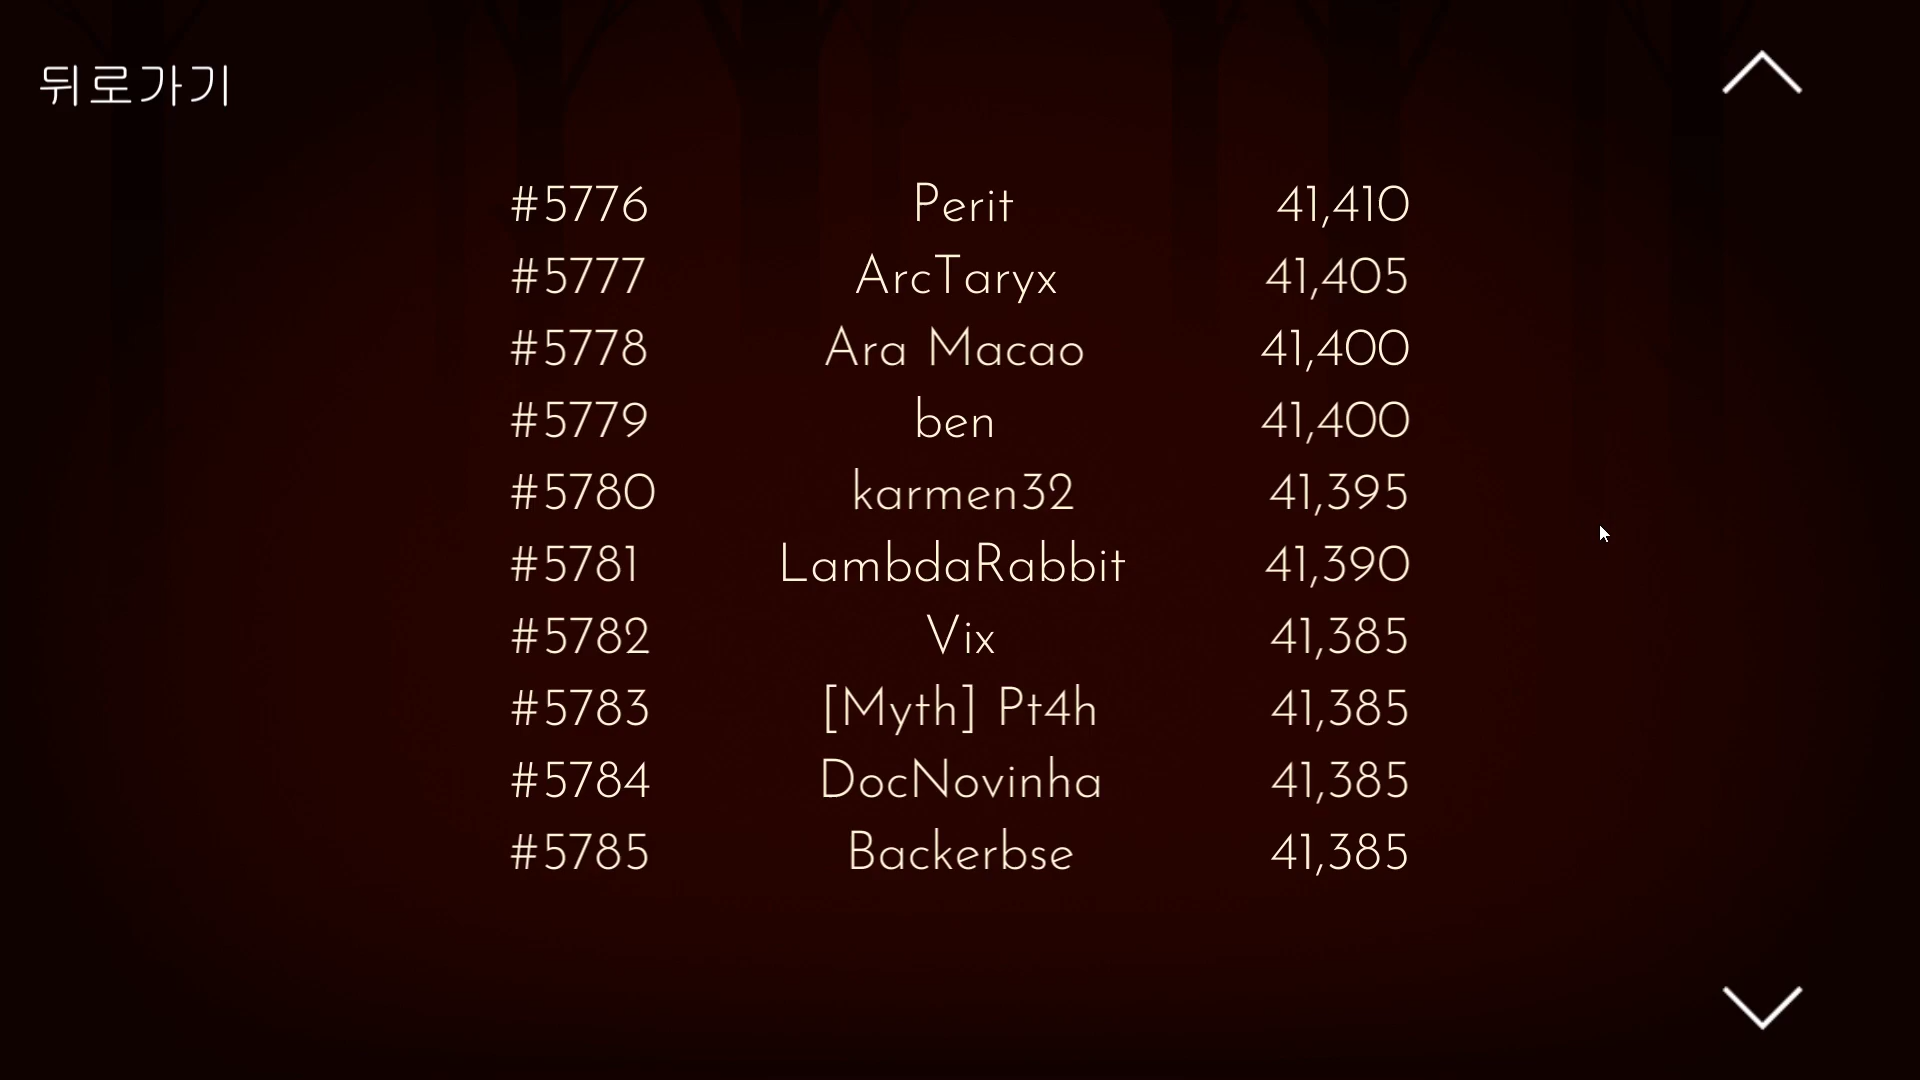 뒤로가기
#5776 Perit 41,410
#5777 ArcTaryx 41,405
#5778 Ara Macao 41,400
#5779 ben 41,400
#5780 karmen32 41,395
#5781 LambdaRabbit 41,390
#5782 Vix 41,385
#5783 [Myth] Pt4h 41,385
#5784 DocNovinha 41,385
#5785 Backerbse 41,385